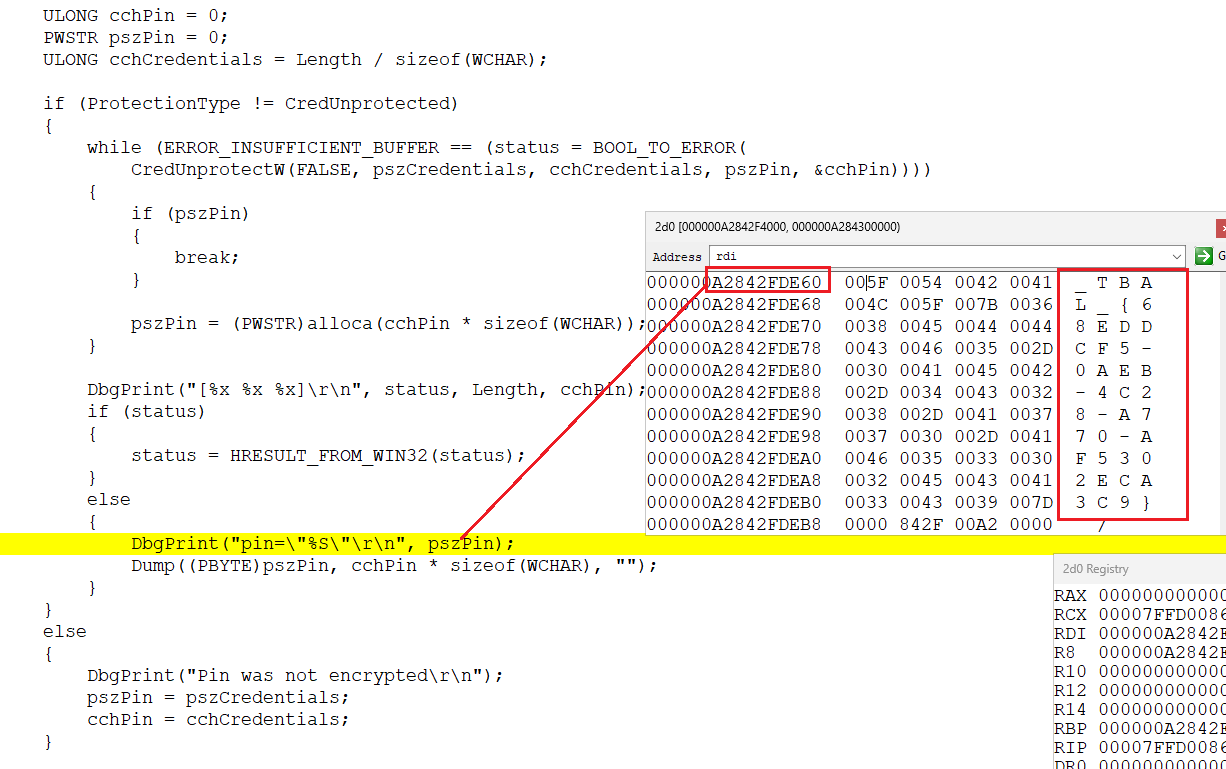 ULONG cchPin = 0;
PWSTR pszPin = 0;
ULONG cchCredentials = Length / sizeof(WCHAR);
if (ProtectionType != CredUnprotected)
{
while (ERROR_INSUFFICIENT_BUFFER == (status = BOOL_TO_ERROR(
CredUnprotectW(FALSE, pszCredentials, cchCredentials, pszPin, &cchPin))))
{
if (pszPin)
{
break;
}
pszPin = (PWSTR)alloca(cchPin * sizeof(WCHAR));
}
DbgPrint("[%x %x %x]\r\n", status, Length, cchPin);
if (status)
{
status = HRESULT_FROM_WIN32(status);
}
else
{
DbgPrint("pin=\"%S\"\r\n", pszPin);
Dump((PBYTE)pszPin, cchPin * sizeof(WCHAR), "");
}
}
else
{
DbgPrint("Pin was not encrypted\r\n");
pszPin = pszCredentials;
cchPin = cchCredentials;
}
2d0 [000000A2842F4000, 000000A284300000)
Address rdi G
000000A2842FDE60 005F 0054 0042 0041 _ T B A
000000A2842FDE68 004C 005F 007B 0036 L _ { 6
000000A2842FDE70 0038 0045 0044 0044 8 E D D
000000A2842FDE78 0043 0046 0035 002D C F 5 -
000000A2842FDE80 0030 0041 0045 0042 0 A E B
000000A2842FDE88 002D 0034 0043 0032 - 4 C 2
000000A2842FDE90 0038 002D 0041 0037 8 - A 7
000000A2842FDE98 0037 0030 002D 0041 7 0 - A
000000A2842FDEA0 0046 0035 0033 0030 F 5 3 0
000000A2842FDEA8 0032 0045 0043 0041 2 E C A
000000A2842FDEB0 0033 0043 0039 007D 3 C 9 }
000000A2842FDEB8 0000 842F 00A2 0000 /
2d0 Registry
RAX 000000000000
RCX 00007FFD0086
RDI 000000A2842F
R8 000000A2842F
R10 000000000000
R12 000000000000
R14 000000000000
RBP 000000A2842F
RIP 00007FFD0086
DR0 000000000000